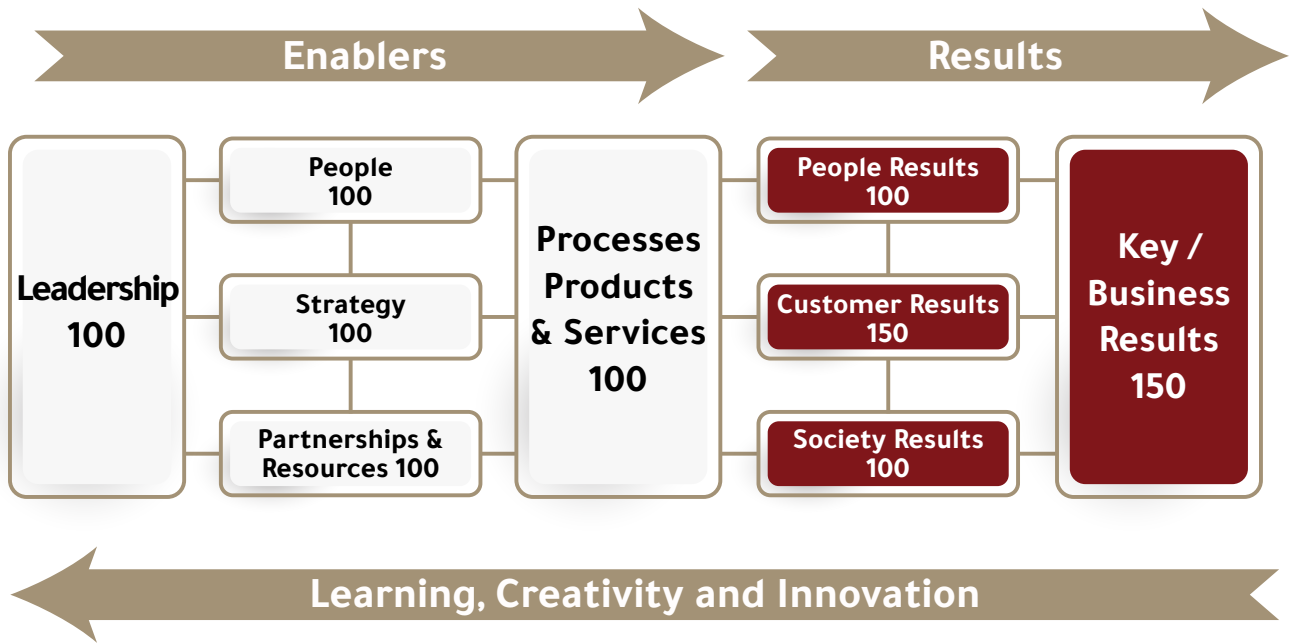 Enablers
Results
Leadership
100
People
100
Strategy
100
Partnerships &
Resources 100
Processes
Products
& Services
100
People Results
100
Customer Results
150
Society Results
100
Key /
Business
Results
150
Learning, Creativity and Innovation